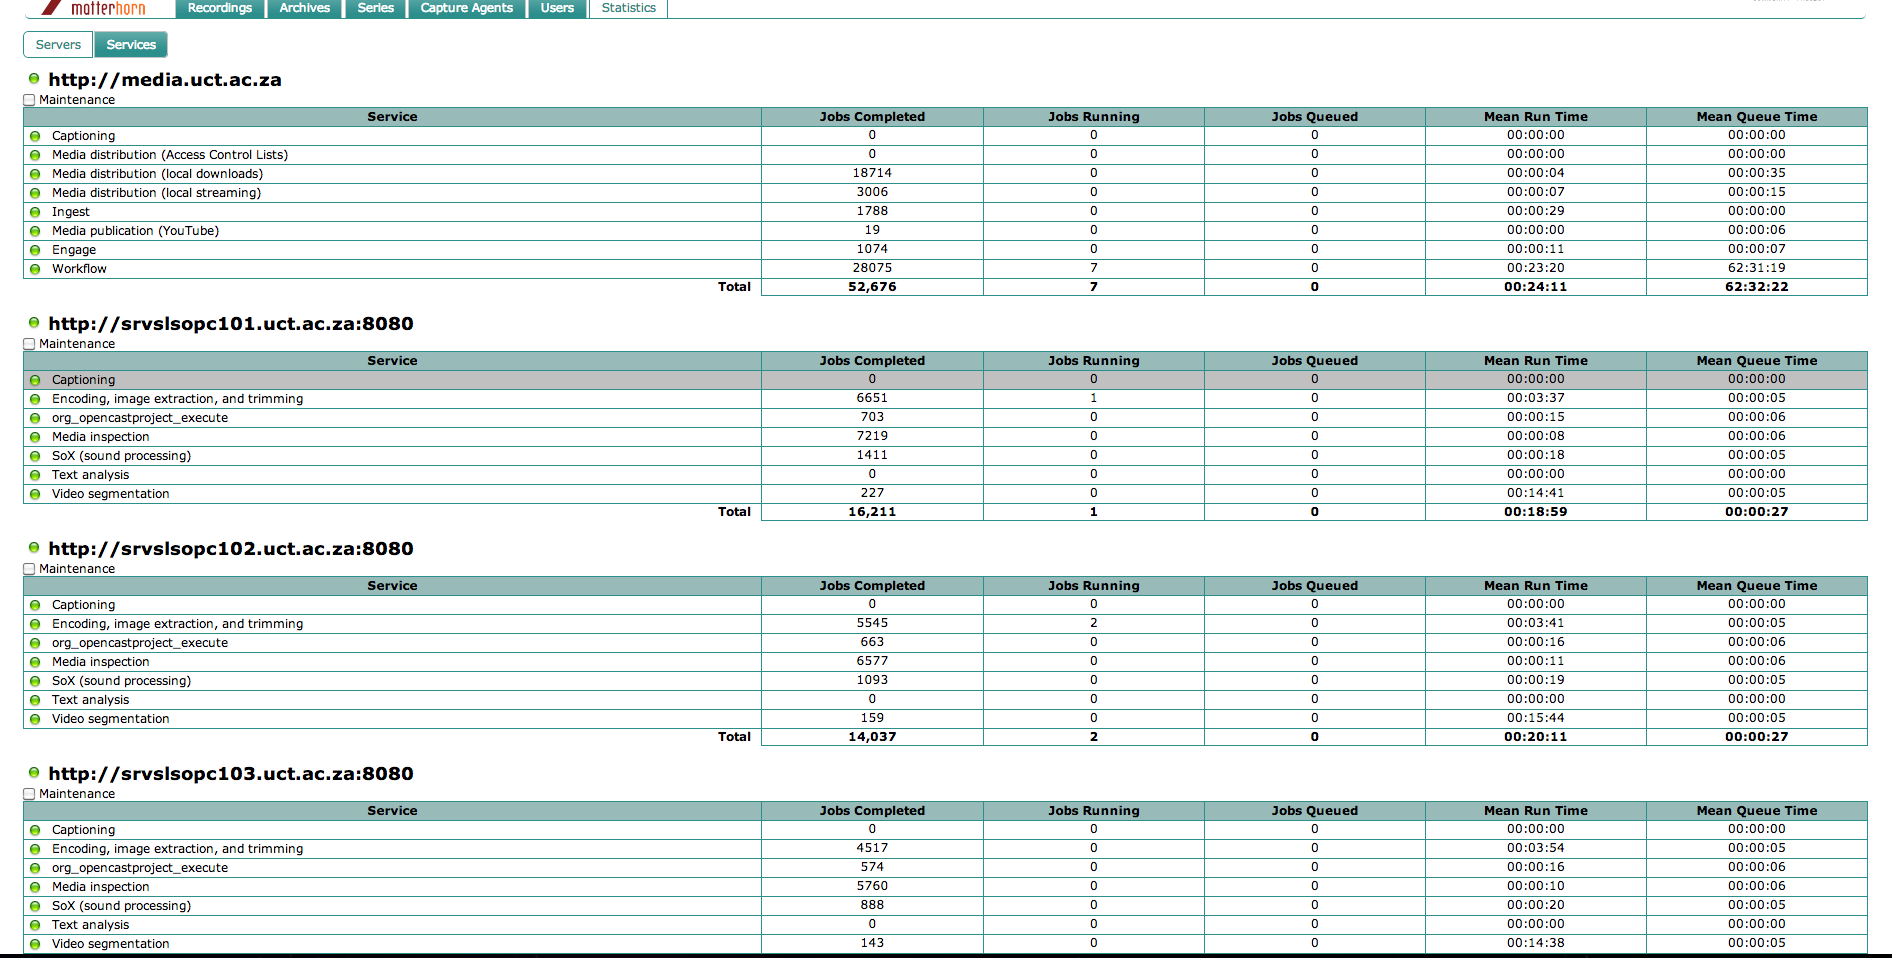 matterhorn Recordings Archives Series Capture Agents Users Statistics
Servers Services
http://media.uct.ac.za
Maintenance
Service Jobs Completed Jobs Running Jobs Queued Mean Run Time Mean Queue Time
Captioning 0 0 0 00:00:00 00:00:00
Media distribution (Access Control Lists) 0 0 0 00:00:00 00:00:00
Media distribution (local downloads) 18714 0 0 00:00:04 00:00:35
Media distribution (local streaming) 3006 0 0 00:00:07 00:00:15
Ingest 1788 0 0 00:00:29 00:00:00
Media publication (YouTube) 19 0 0 00:00:00 00:00:06
Engage 1074 0 0 00:00:11 00:00:07
Workflow 28075 7 0 00:23:20 62:31:19
Total 52,676 7 0 00:24:11 62:32:22
http://srvslsopc101.uct.ac.za:8080
Maintenance
Service Jobs Completed Jobs Running Jobs Queued Mean Run Time Mean Queue Time
Captioning 0 0 0 00:00:00 00:00:00
Encoding, image extraction, and trimming 6651 1 0 00:03:37 00:00:05
org_opencastproject_execute 703 0 0 00:00:15 00:00:06
Media inspection 7219 0 0 00:00:08 00:00:06
SoX (sound processing) 1411 0 0 00:00:18 00:00:05
Text analysis 0 0 0 00:00:00 00:00:00
Video segmentation 227 0 0 00:14:41 00:00:05
Total 16,211 1 0 00:18:59 00:00:27
http://srvslsopc102.uct.ac.za:8080
Maintenance
Service Jobs Completed Jobs Running Jobs Queued Mean Run Time Mean Queue Time
Captioning 0 0 0 00:00:00 00:00:00
Encoding, image extraction, and trimming 5545 2 0 00:03:41 00:00:05
org_opencastproject_execute 663 0 0 00:00:16 00:00:06
Media inspection 6577 0 0 00:00:11 00:00:06
SoX (sound processing) 1093 0 0 00:00:19 00:00:05
Text analysis 0 0 0 00:00:00 00:00:00
Video segmentation 159 0 0 00:15:44 00:00:05
Total 14,037 2 0 00:20:11 00:00:27
http://srvslsopc103.uct.ac.za:8080
Maintenance
Service Jobs Completed Jobs Running Jobs Queued Mean Run Time Mean Queue Time
Captioning 0 0 0 00:00:00 00:00:00
Encoding, image extraction, and trimming 4517 0 0 00:03:54 00:00:05
org_opencastproject_execute 574 0 0 00:00:16 00:00:06
Media inspection 5760 0 0 00:00:10 00:00:06
SoX (sound processing) 888 0 0 00:00:20 00:00:05
Text analysis 0 0 0 00:00:00 00:00:00
Video segmentation 143 0 0 00:14:38 00:00:05